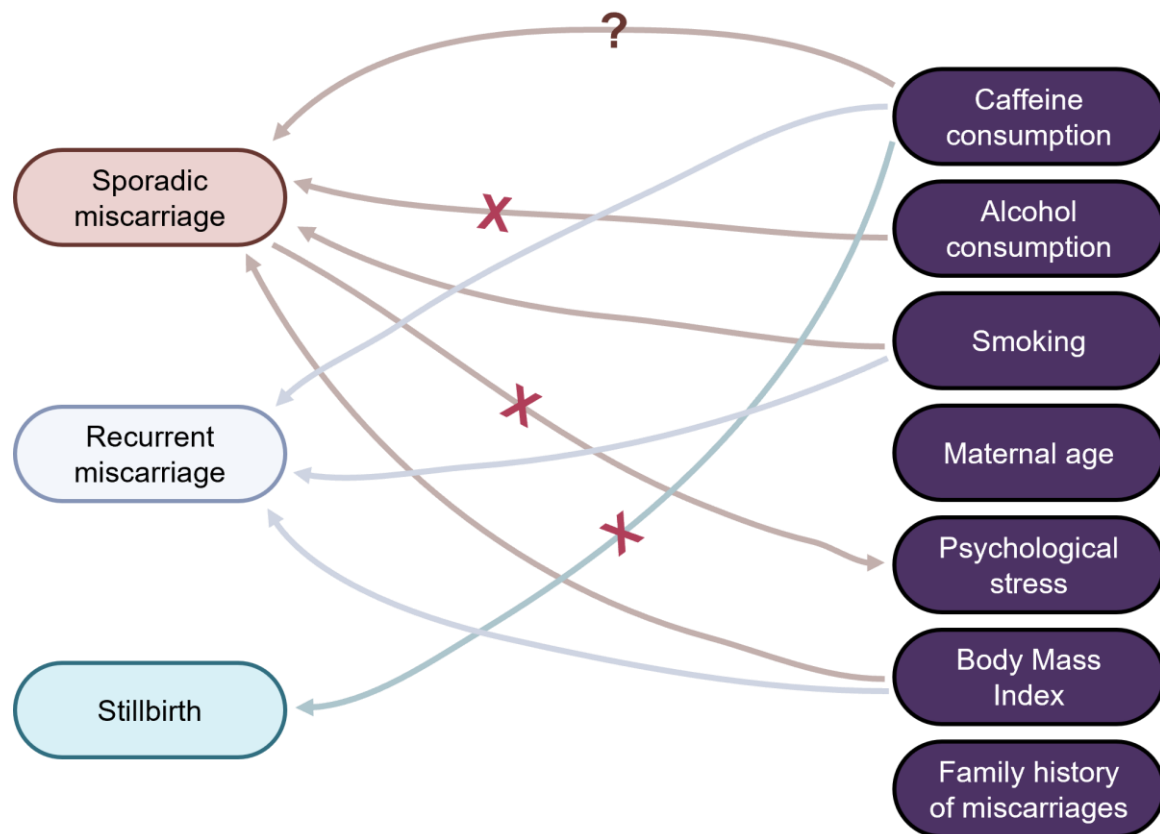 ?
Caffeine
consumption
Sporadic
miscarriage
X
Alcohol
consumption
Smoking
X
Recurrent
miscarriage
Maternal age
X
Psychological
stress
Body Mass
Index
Stillbirth
Family history
of miscarriages